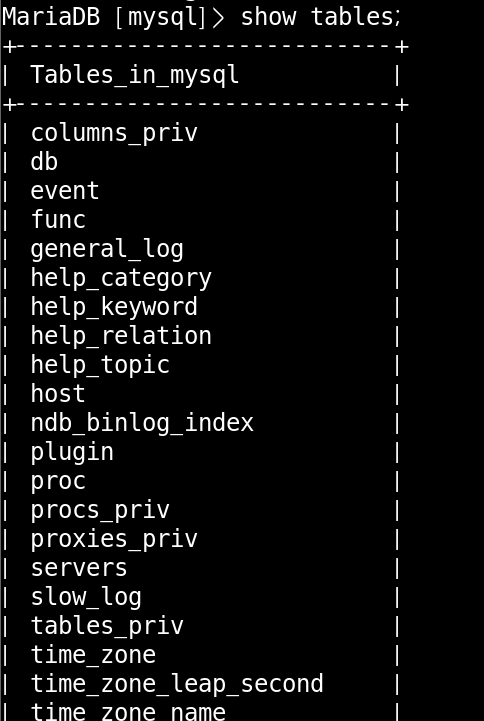 MariaDB [mysql]> show tables;
+---------------------------+
| Tables_in_mysql           |
+---------------------------+
| columns_priv              |
| db                        |
| event                     |
| func                      |
| general_log               |
| help_category             |
| help_keyword              |
| help_relation             |
| help_topic                |
| host                      |
| ndb_binlog_index          |
| plugin                    |
| proc                      |
| procs_priv                |
| proxies_priv              |
| servers                   |
| slow_log                  |
| tables_priv               |
| time_zone                 |
| time_zone_leap_second     |
| time_zone_name            |